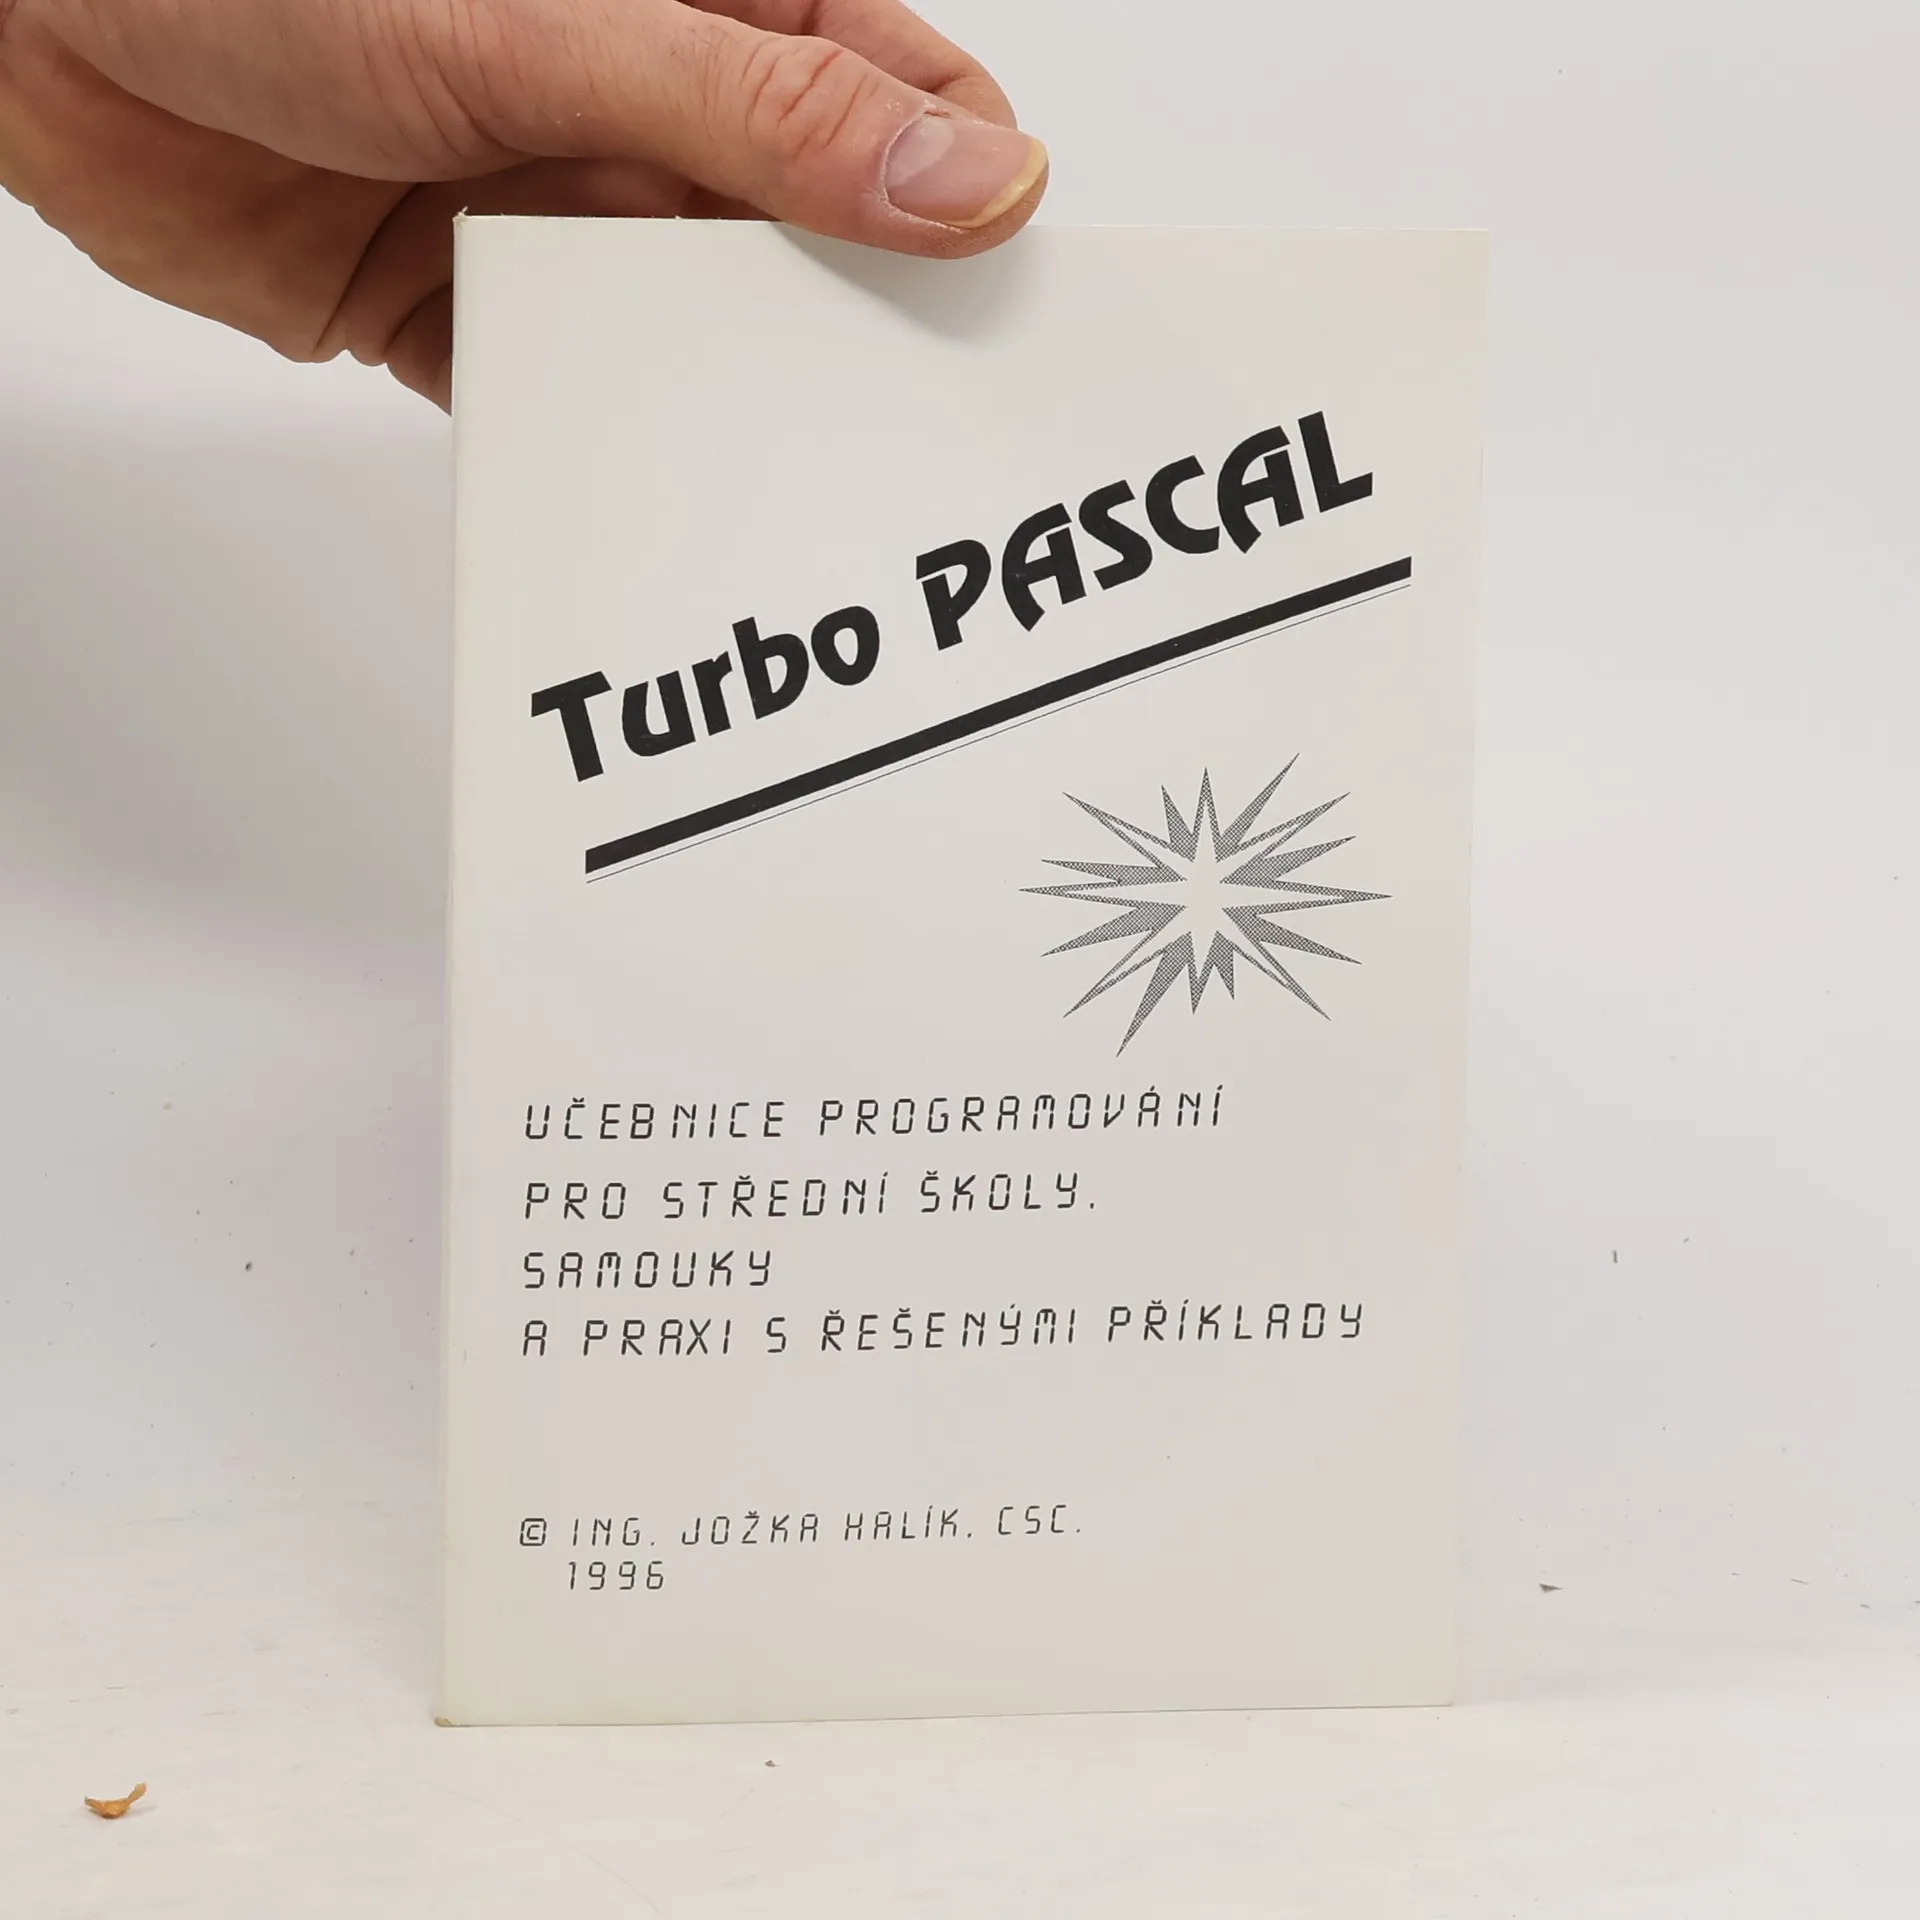 Turbo PASCAL
UČEBNICE PROGRAMOVÁNÍ
PRO STŘEDNÍ ŠKOLY,
SAMOUKY
A PRAXI S ŘEŠENÝMI PŘÍKLADY
© ING. JOŽKA HALÍK, CSC.
1996